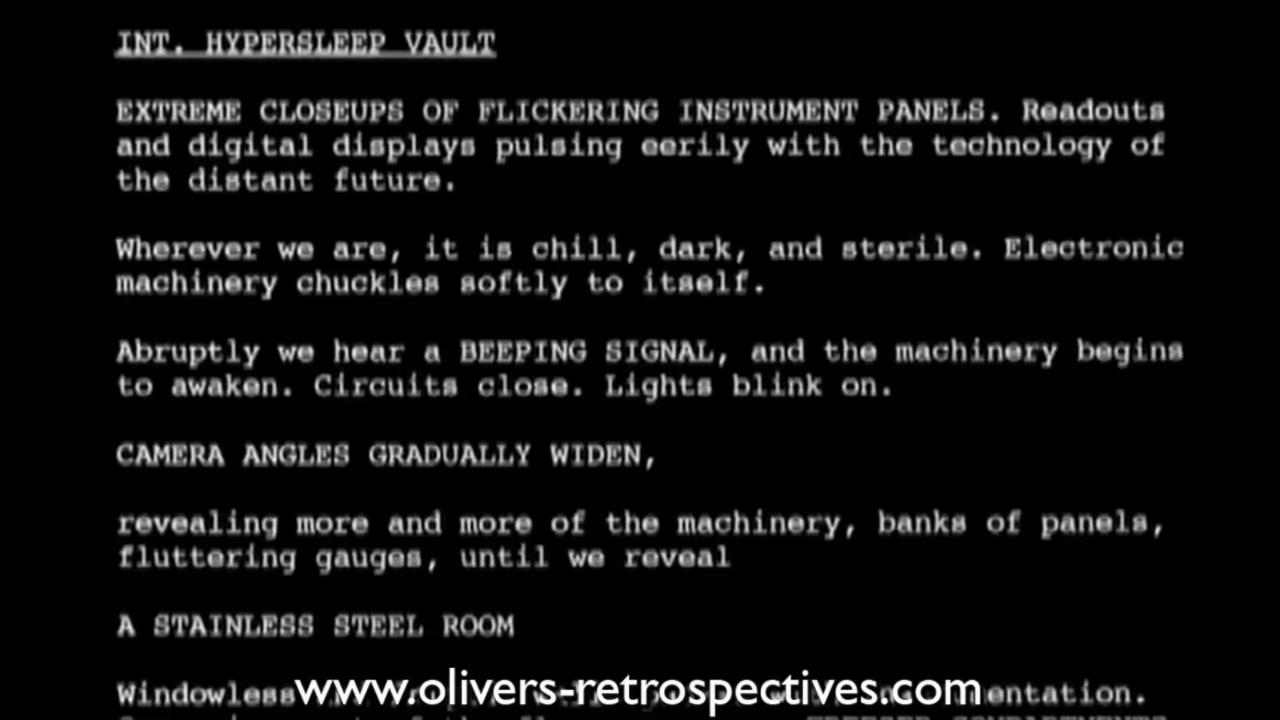 INT. HYPERSLEEP VAULT
EXTREME CLOSEUPS OF FLICKERING INSTRUMENT PANELS. Readouts
and digital displays pulsing eerily with the technology of
the distant future.
Wherever we are, it is chill, dark, and sterile. Electronic
machinery chuckles softly to itself.
Abruptly we hear a BEEPING SIGNAL, and the machinery begins
to awaken. Circuits close. Lights blink on.
CAMERA ANGLES GRADUALLY WIDEN,
revealing more and more of the machinery, banks of panels,
fluttering gauges, until we reveal
A STAINLESS STEEL ROOM
Windowless
www.olivers-retrospectives.com